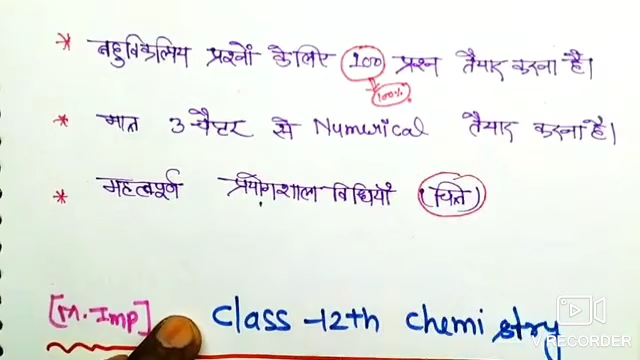 * बहुविकल्पिय प्रश्नों के लिए 100 प्रश्न तैयार करना है।
100%
* मात्र 3 चैप्टर से Numerical तैयार करना है।
* महत्वपूर्ण प्रयोगशाला विधियाँ (चित्र)
[M. Imp] Class -12th Chemistry
V RECORDER